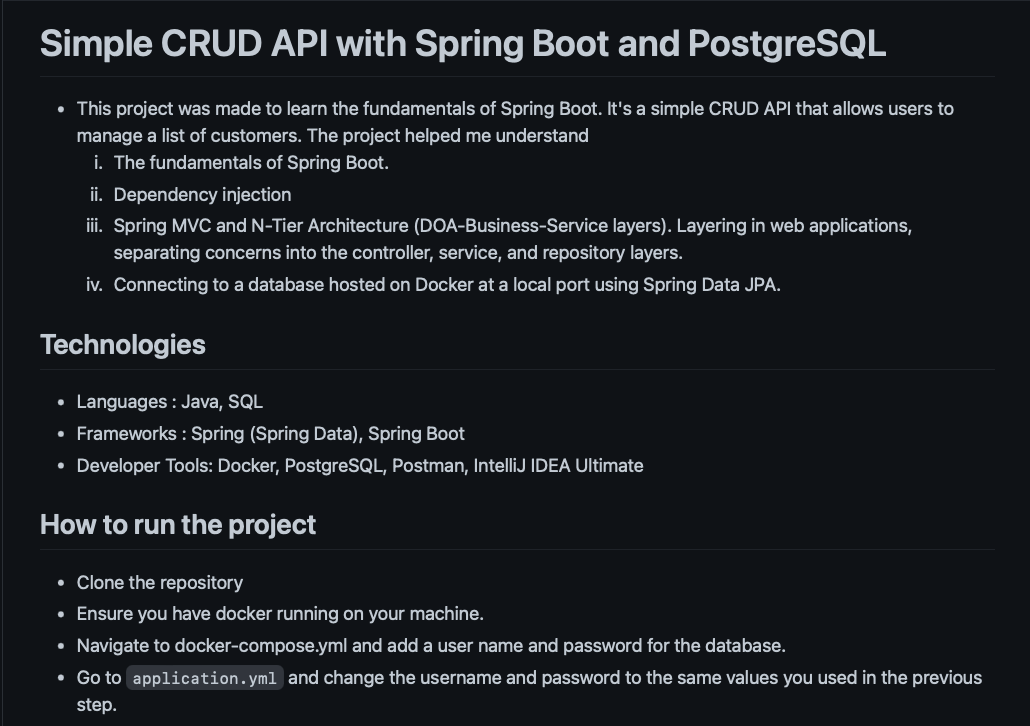 Simple CRUD API with Spring Boot and PostgreSQL
• This project was made to learn the fundamentals of Spring Boot. It's a simple CRUD API that allows users to
manage a list of customers. The project helped me understand
i. The fundamentals of Spring Boot.
ii. Dependency injection
iii. Spring MVC and N-Tier Architecture (DOA-Business-Service layers). Layering in web applications,
separating concerns into the controller, service, and repository layers.
iv. Connecting to a database hosted on Docker at a local port using Spring Data JPA.
Technologies
• Languages : Java, SQL
• Frameworks : Spring (Spring Data), Spring Boot
• Developer Tools: Docker, PostgreSQL, Postman, IntelliJ IDEA Ultimate
How to run the project
• Clone the repository
• Ensure you have docker running on your machine.
• Navigate to docker-compose.yml and add a user name and password for the database.
• Go to application.yml and change the username and password to the same values you used in the previous
step.